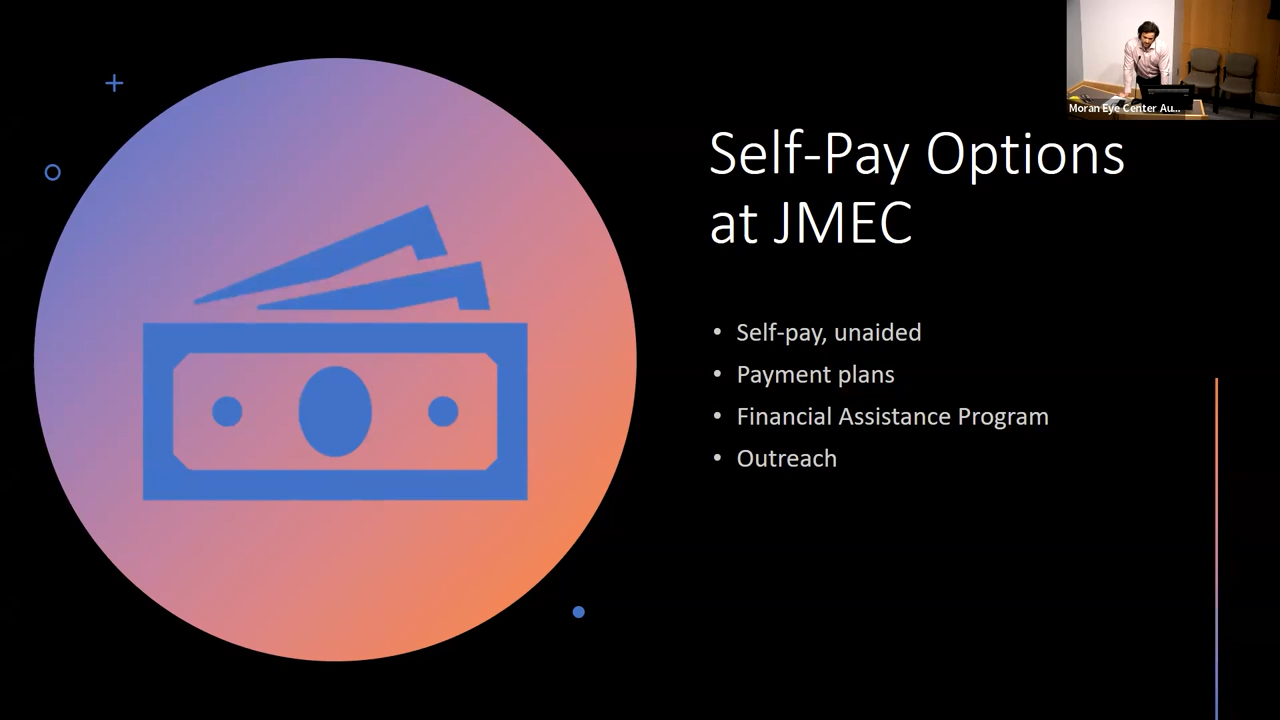 Moran Eye Center Au...
Self-Pay Options
at JMEC
• Self-pay, unaided
• Payment plans
• Financial Assistance Program
• Outreach